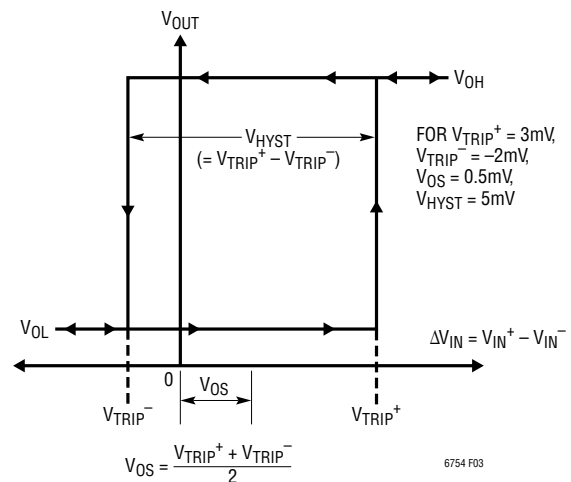 VOUT
VOH
VHYST
(= VTRIP+ – VTRIP–)
FOR VTRIP+ = 3mV,
VTRIP– = –2mV,
VOS = 0.5mV,
VHYST = 5mV
VOL
ΔVIN = VIN+ – VIN–
0
VOS
VTRIP–
VTRIP+
VOS = VTRIP+ + VTRIP–
2
6754 F03